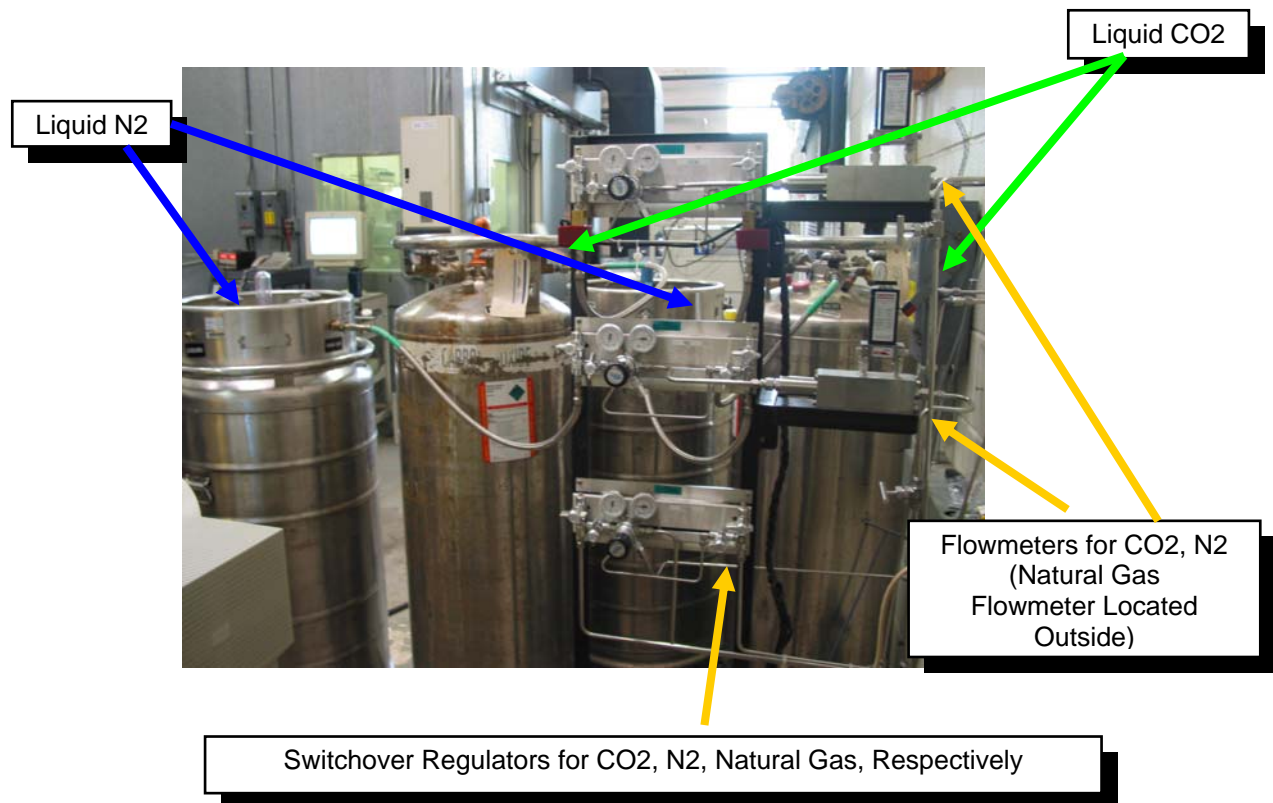 Liquid CO2
Liquid N2
Flowmeters for CO2, N2
(Natural Gas
Flowmeter Located
Outside)
Switchover Regulators for CO2, N2, Natural Gas, Respectively